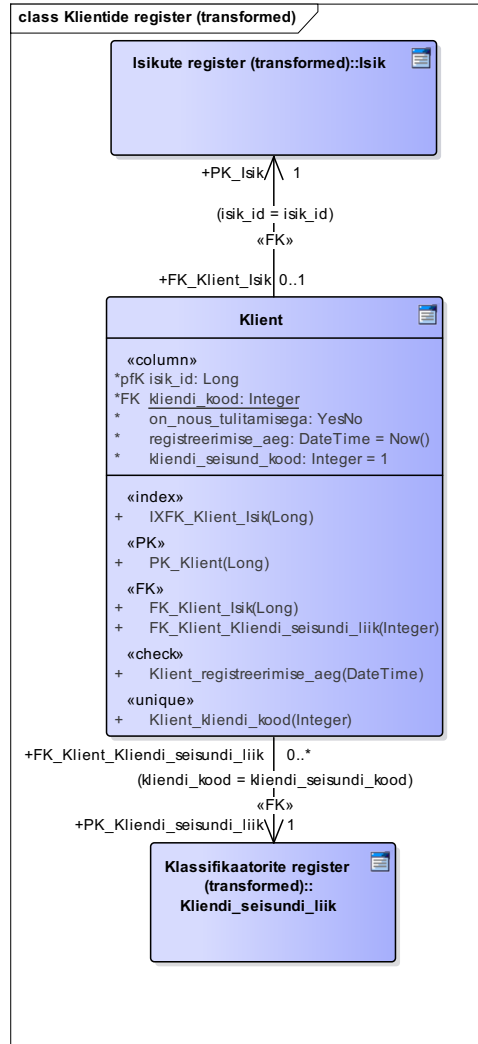 class Klientide register (transformed)
Isikute register (transformed)::Isik
+PK_Isik 1
(isik_id = isik_id)
«FK»
+FK_Klient_Isik 0..1
Klient
«column»
*pfK isik_id: Long
*FK kliendi_kood: Integer
* on_nous_tulitamisega: YesNo
* registreerimise_aeg: DateTime = Now()
* kliendi_seisund_kood: Integer = 1
«index»
+ IXFK_Klient_Isik(Long)
«PK»
+ PK_Klient(Long)
«FK»
+ FK_Klient_Isik(Long)
+ FK_Klient_Kliendi_seisundi_liik(Integer)
«check»
+ Klient_registreerimise_aeg(DateTime)
«unique»
+ Klient_kliendi_kood(Integer)
+FK_Klient_Kliendi_seisundi_liik 0..*
(kliendi_kood = kliendi_seisundi_kood)
«FK»
+PK_Kliendi_seisundi_liik 1
Klassifikaatorite register
(transformed)::
Kliendi_seisundi_liik